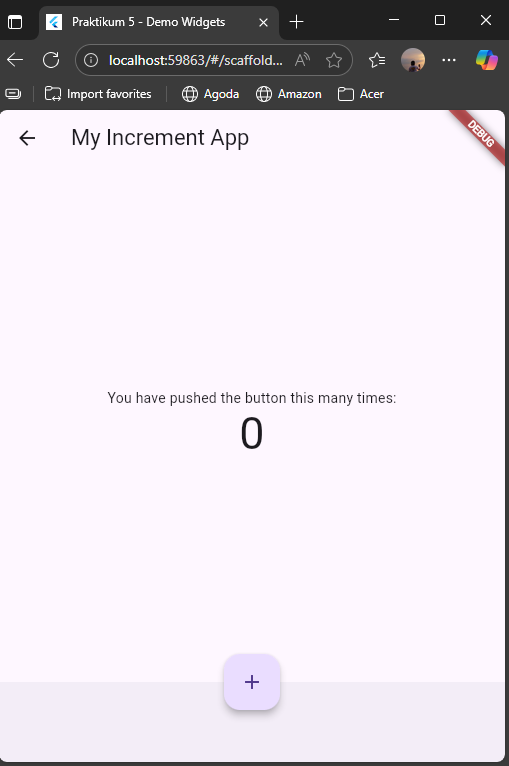 Praktikum 5 - Demo Widgets
localhost:59863/#/scaffold...
Import favorites
Agoda
Amazon
Acer
My Increment App
DEBUG
You have pushed the button this many times:
0